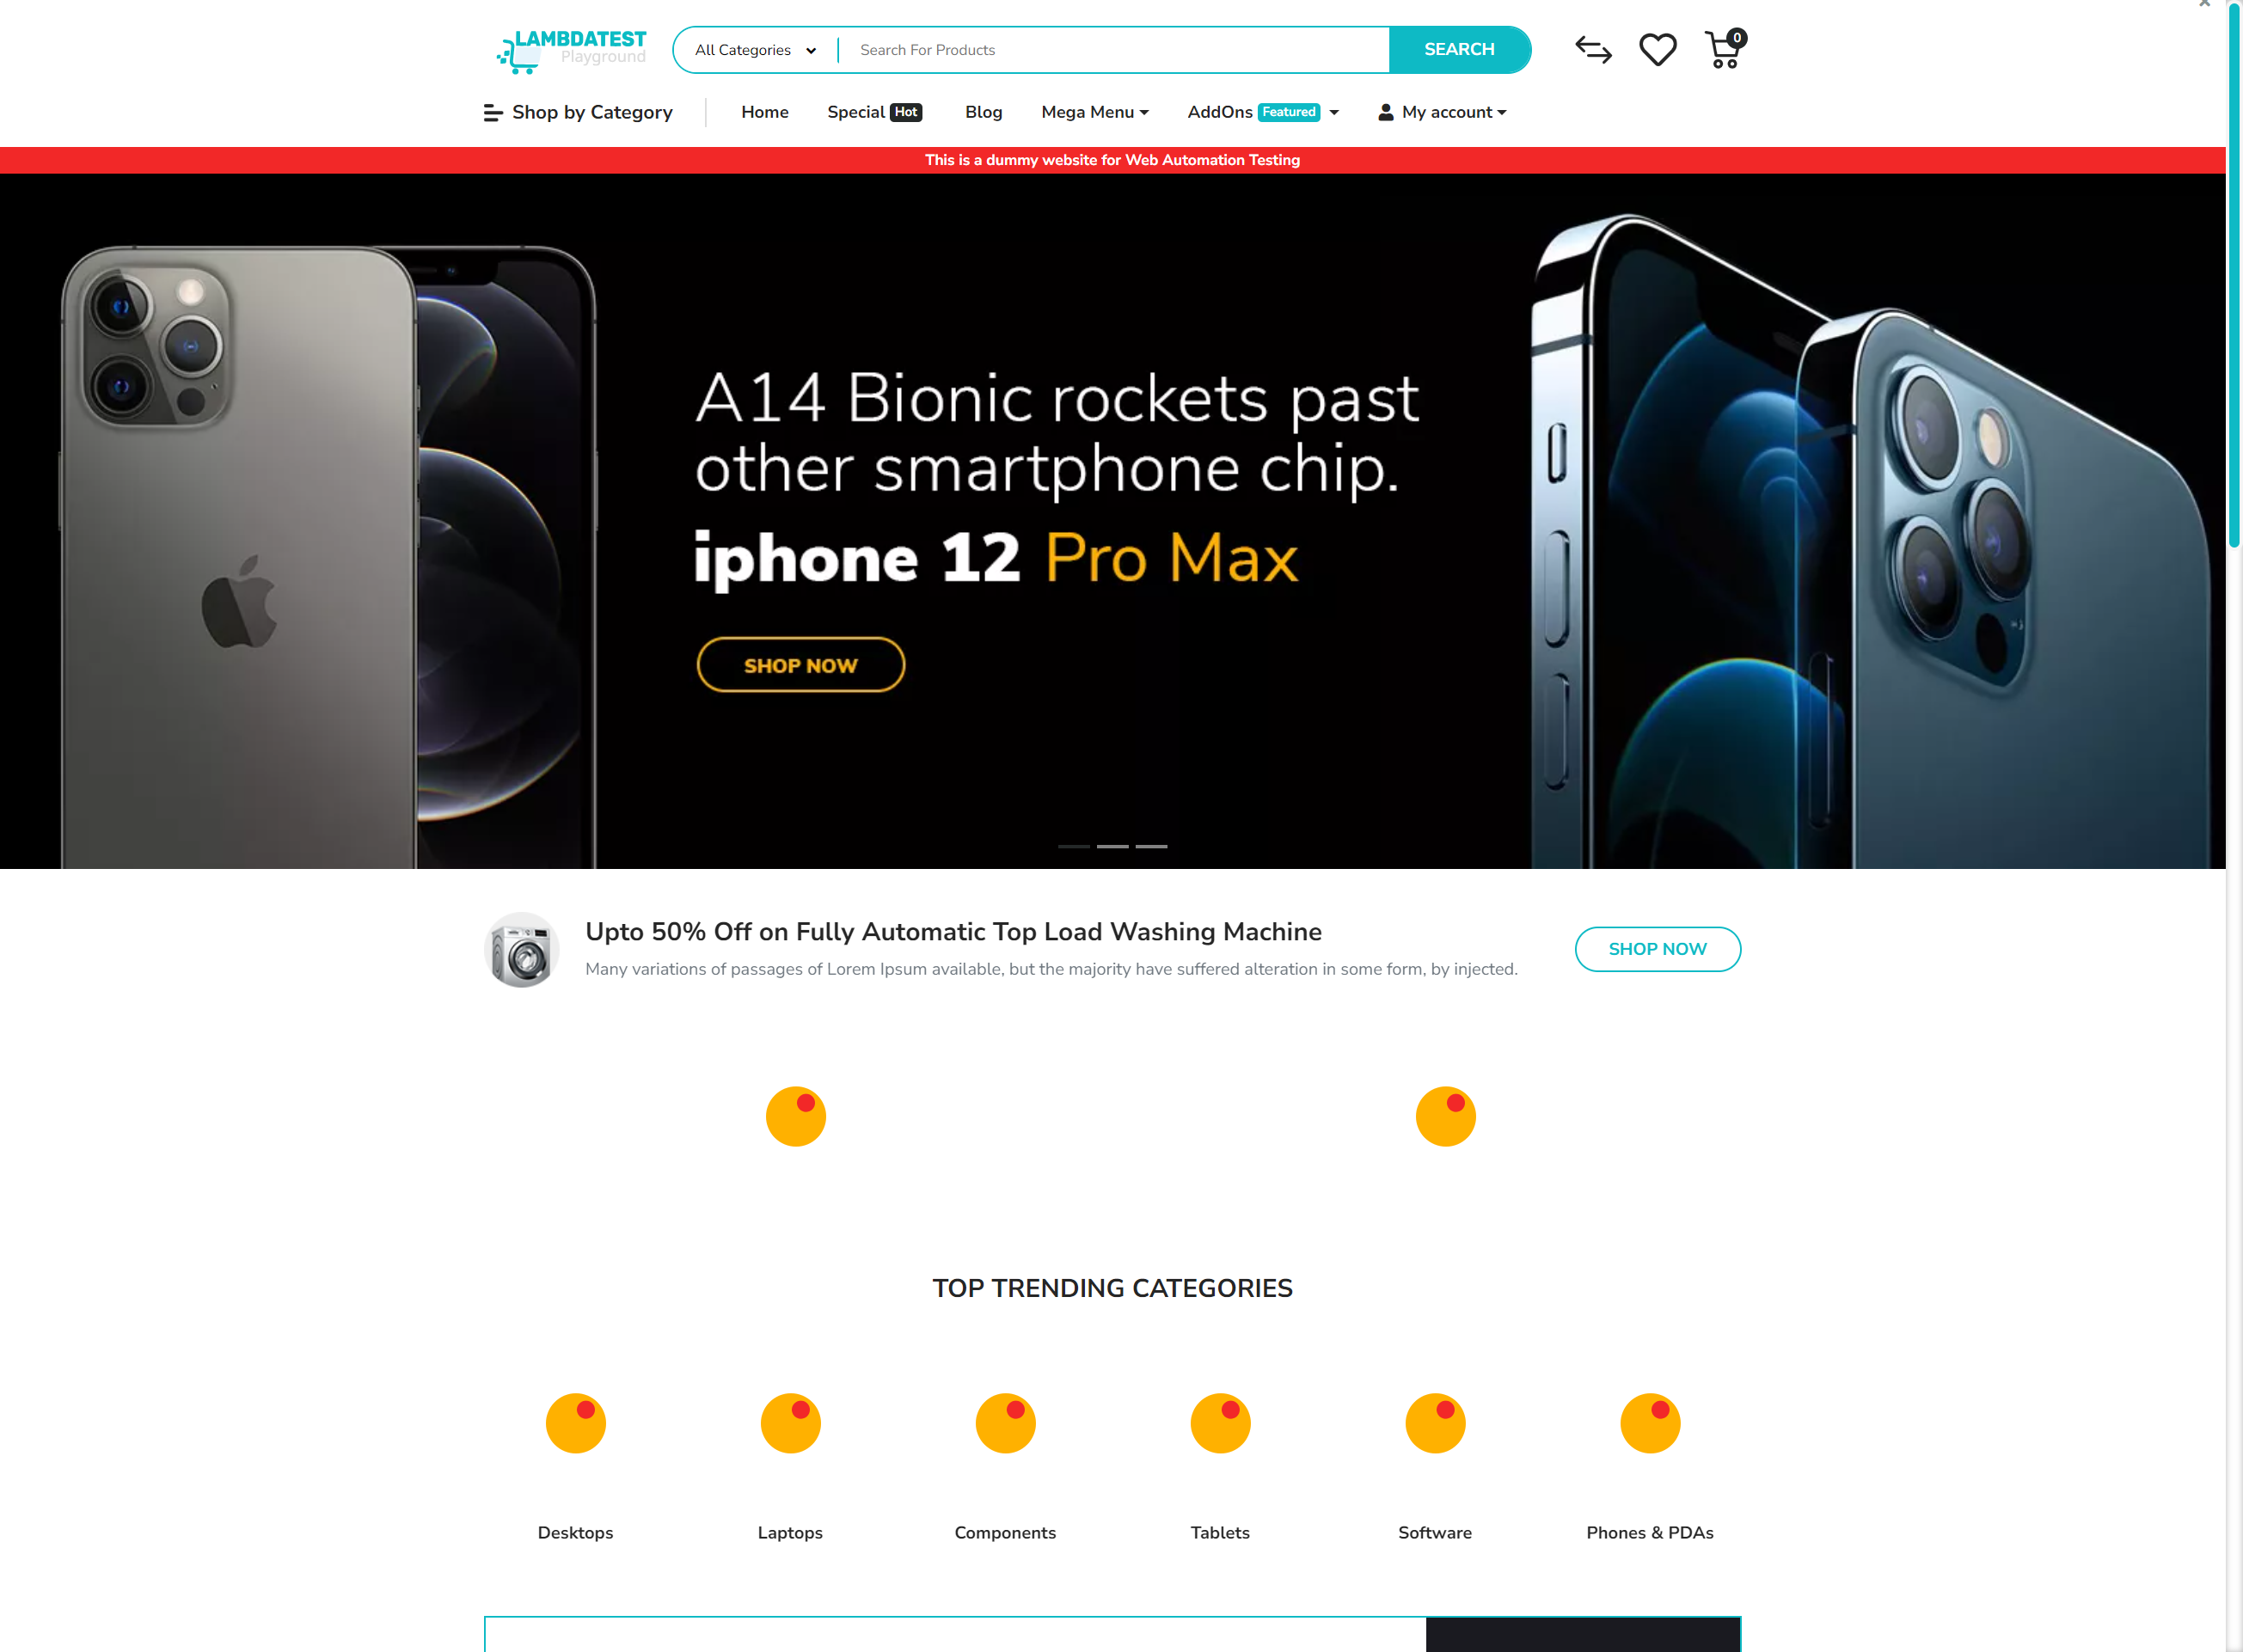 LAMBDATEST
Playground
All Categories
Search For Products
SEARCH
0
Shop by Category
Home
Special Hot
Blog
Mega Menu
AddOns Featured
My account
This is a dummy website for Web Automation Testing
A14 Bionic rockets past
other smartphone chip.
iphone 12 Pro Max
SHOP NOW
Upto 50% Off on Fully Automatic Top Load Washing Machine
Many variations of passages of Lorem Ipsum available, but the majority have suffered alteration in some form, by injected.
SHOP NOW
TOP TRENDING CATEGORIES
Desktops
Laptops
Components
Tablets
Software
Phones & PDAs